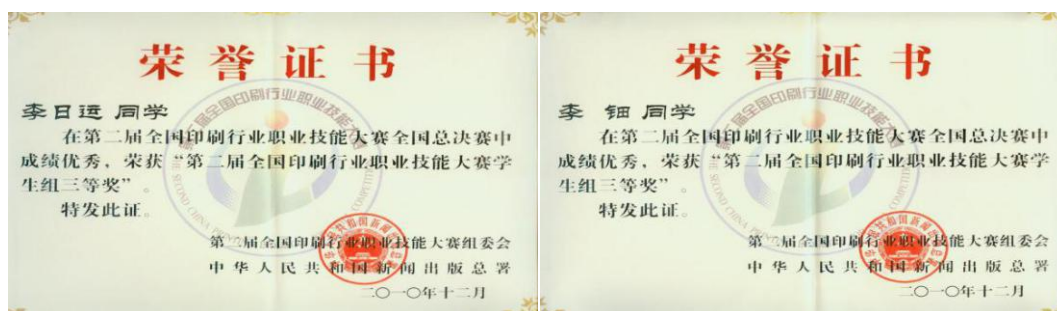 荣誉证书
李日运 同学
在第二届全国印刷行业职业技能大赛全国总决赛中
成绩优秀，荣获“第二届全国印刷行业职业技能大赛学
生组三等奖”。
特发此证。
第二届全国印刷行业职业技能大赛组委会
中华人民共和国新闻出版总署
二〇一〇年十二月
荣誉证书
李 钿 同学
在第二届全国印刷行业职业技能大赛全国总决赛中
成绩优秀，荣获“第二届全国印刷行业职业技能大赛学
生组三等奖”。
特发此证。
第二届全国印刷行业职业技能大赛组委会
中华人民共和国新闻出版总署
二〇一〇年十二月